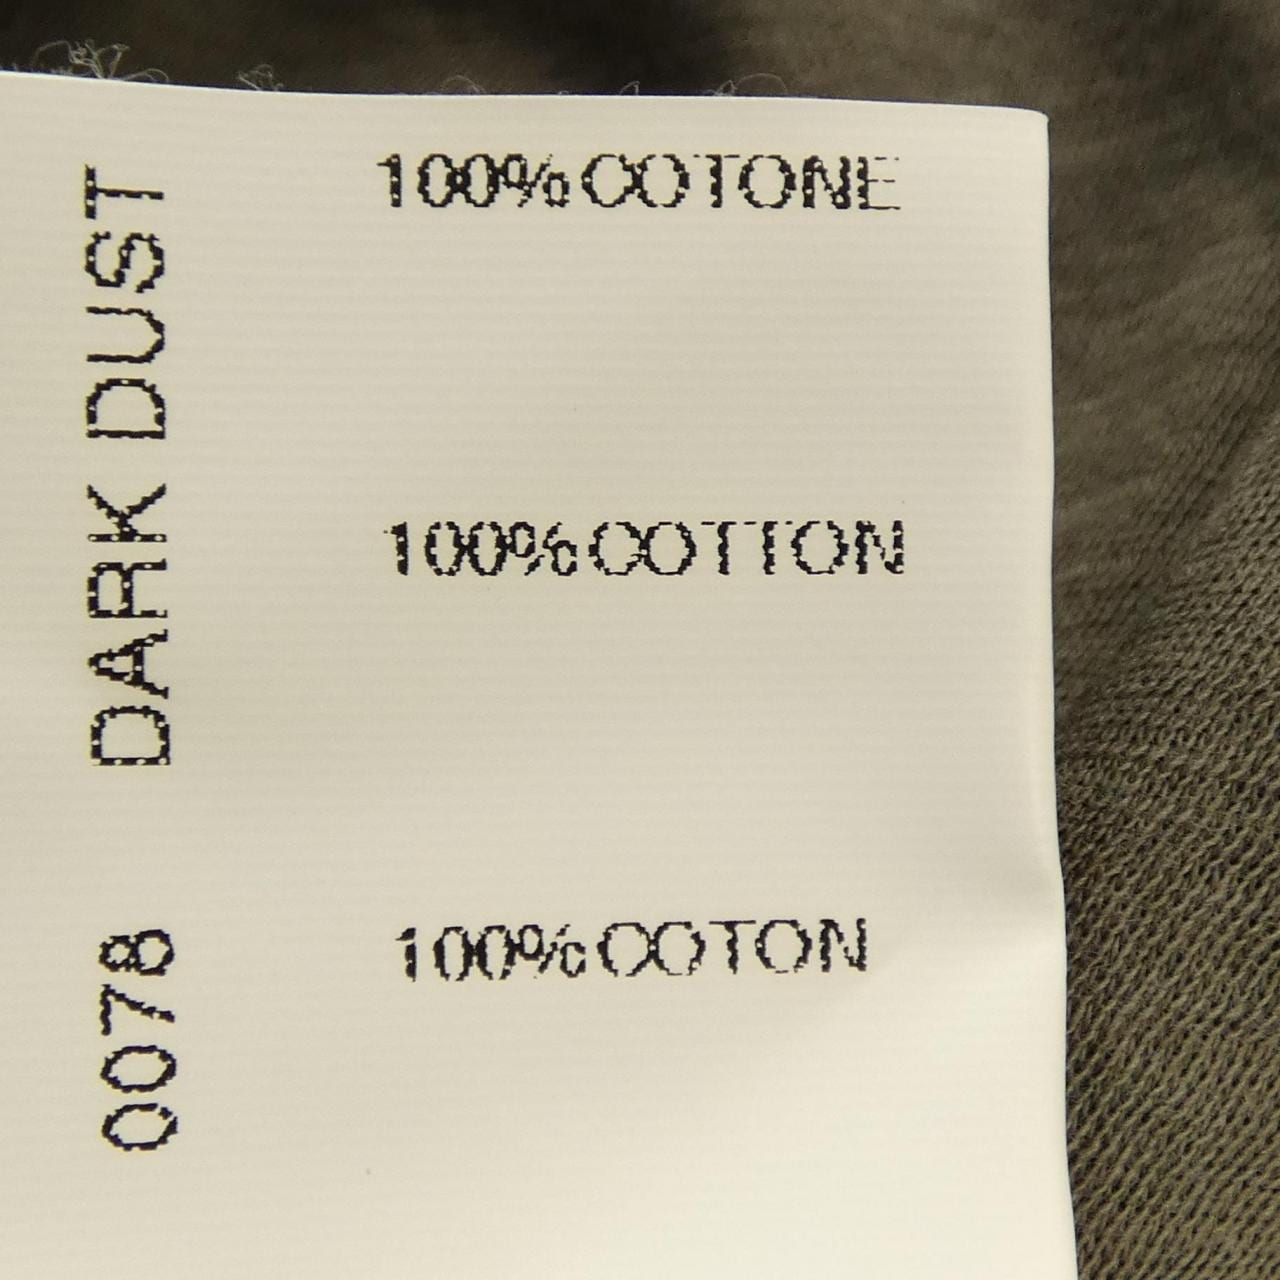 100% COTONE
100% COTTON
100% COTON
0078 DARK DUST